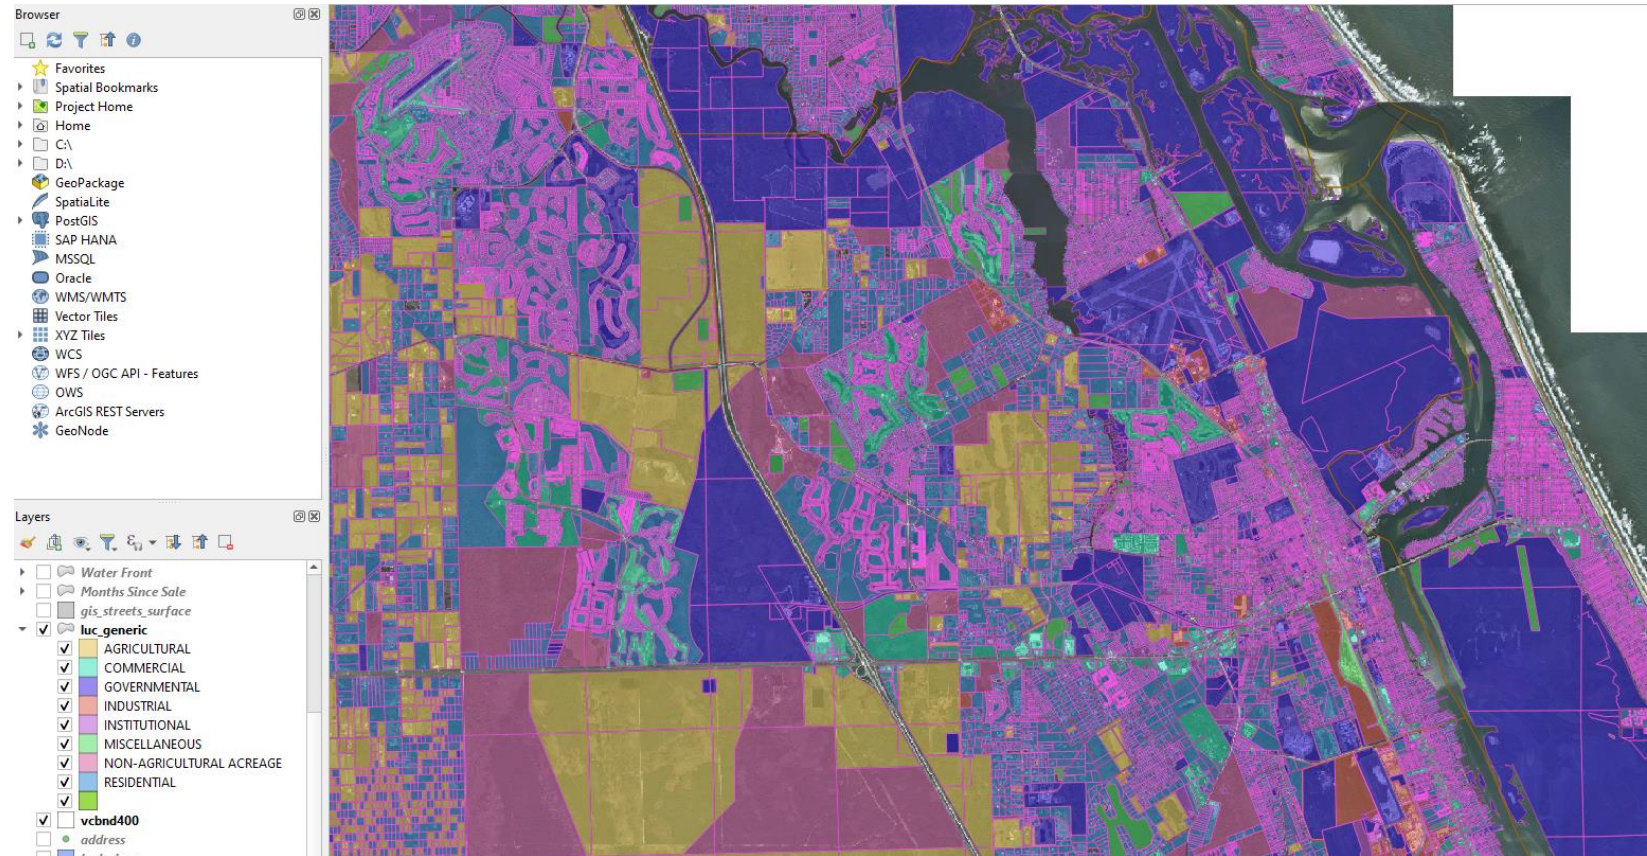 Browser
Favorites
Spatial Bookmarks
Project Home
Home
C:\
D:\
GeoPackage
SpatiaLite
PostGIS
SAP HANA
MSSQL
Oracle
WMS/WMTS
Vector Tiles
XYZ Tiles
WCS
WFS / OGC API - Features
OWS
ArcGIS REST Servers
GeoNode
Layers
Water Front
Months Since Sale
gis_streets_surface
luc_generic
AGRICULTURAL
COMMERCIAL
GOVERNMENTAL
INDUSTRIAL
INSTITUTIONAL
MISCELLANEOUS
NON-AGRICULTURAL ACREAGE
RESIDENTIAL
vcbnd400
address